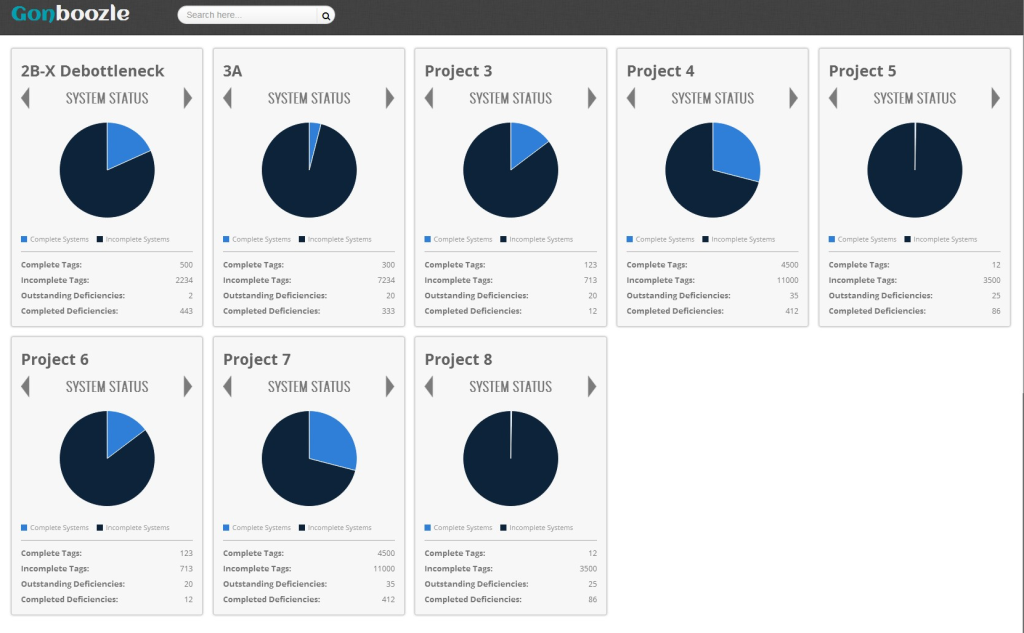 Gonboozle
Search here...
2B-X Debottleneck
SYSTEM STATUS
Complete Systems Incomplete Systems
Complete Tags: 500
Incomplete Tags: 2234
Outstanding Deficiencies: 2
Completed Deficiencies: 443
3A
SYSTEM STATUS
Complete Systems Incomplete Systems
Complete Tags: 300
Incomplete Tags: 7234
Outstanding Deficiencies: 20
Completed Deficiencies: 333
Project 3
SYSTEM STATUS
Complete Systems Incomplete Systems
Complete Tags: 123
Incomplete Tags: 713
Outstanding Deficiencies: 20
Completed Deficiencies: 12
Project 4
SYSTEM STATUS
Complete Systems Incomplete Systems
Complete Tags: 4500
Incomplete Tags: 11000
Outstanding Deficiencies: 35
Completed Deficiencies: 412
Project 5
SYSTEM STATUS
Complete Systems Incomplete Systems
Complete Tags: 12
Incomplete Tags: 3500
Outstanding Deficiencies: 25
Completed Deficiencies: 86
Project 6
SYSTEM STATUS
Complete Systems Incomplete Systems
Complete Tags: 123
Incomplete Tags: 713
Outstanding Deficiencies: 20
Completed Deficiencies: 12
Project 7
SYSTEM STATUS
Complete Systems Incomplete Systems
Complete Tags: 4500
Incomplete Tags: 11000
Outstanding Deficiencies: 35
Completed Deficiencies: 412
Project 8
SYSTEM STATUS
Complete Systems Incomplete Systems
Complete Tags: 12
Incomplete Tags: 3500
Outstanding Deficiencies: 25
Completed Deficiencies: 86